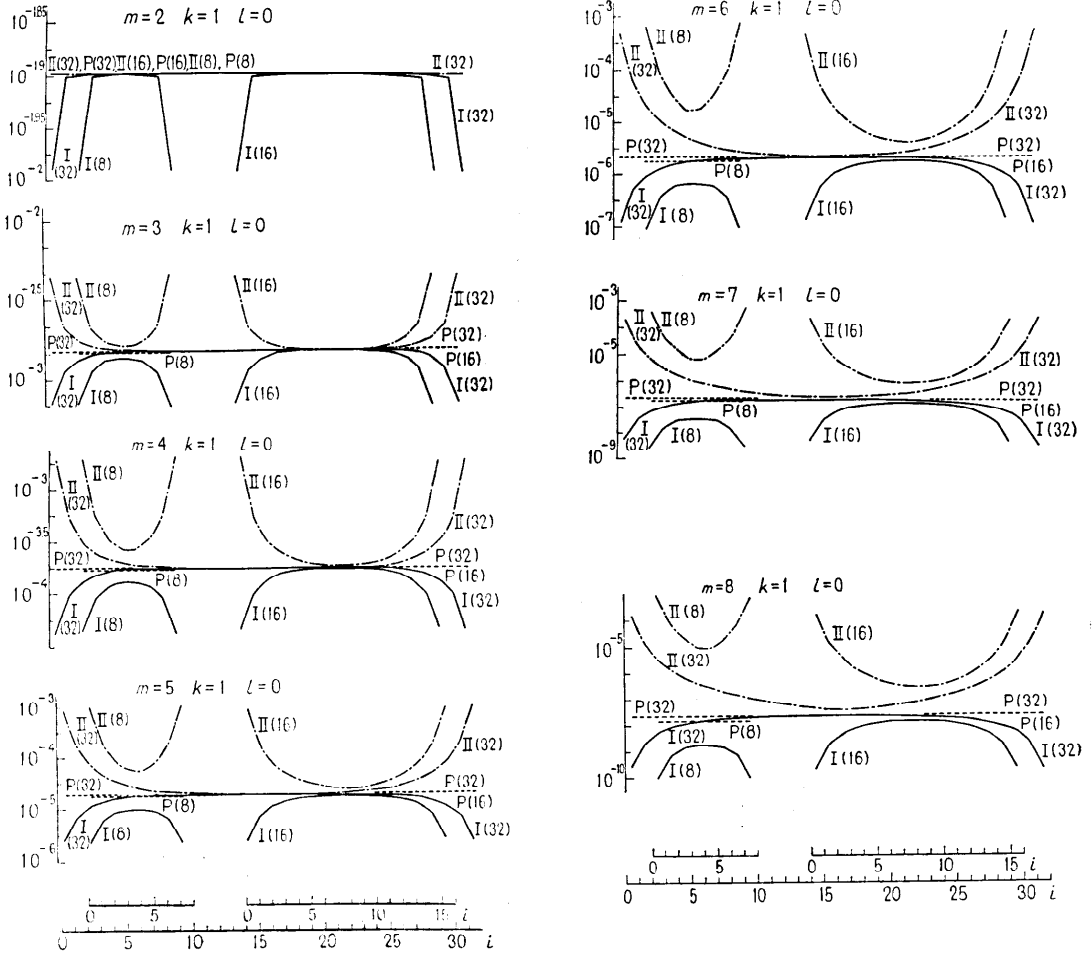 m=2 k=1 l=0
10^-1.85
II(32), P(32) II(16), P(16), II(8), P(8)
II(32)
10^-1.9
I(32)
10^-1.95
I(32)
I(8)
I(16)
10^-2
m=3 k=1 l=0
10^-2
10^-2.5
II(32)
II(8)
II(16)
II(32)
P(32)
P(32)
P(8)
P(16)
10^-3
I(32)
I(8)
I(16)
I(32)
m=4 k=1 l=0
10^-3
II(32)
II(8)
II(16)
II(32)
10^-3.5
P(32)
P(32)
P(8)
P(16)
10^-4
I(32)
I(8)
I(16)
I(32)
m=5 k=1 l=0
10^-3
II(32)
II(8)
II(16)
II(32)
10^-4
P(32)
P(32)
P(8)
P(16)
10^-5
I(32)
I(8)
I(16)
I(32)
10^-6
0 5
0 5 10 15 i
0 5 10 15 20 25 30 i
m=6 k=1 l=0
10^-3
II(32)
II(8)
II(16)
10^-4
II(32)
10^-5
P(32)
P(32)
P(8)
P(16)
10^-6
I(32)
I(8)
I(16)
I(32)
10^-7
m=7 k=1 l=0
10^-3
II(32)
II(8)
II(16)
II(32)
10^-5
P(32)
P(32)
P(8)
P(16)
I(32)
I(8)
I(16)
I(32)
10^-9
m=8 k=1 l=0
II(8)
II(16)
10^-5
II(32)
P(32)
P(32)
P(8)
P(16)
I(32)
I(8)
I(16)
I(32)
10^-10
0 5
0 5 10 15 i
0 5 10 15 20 25 30 i